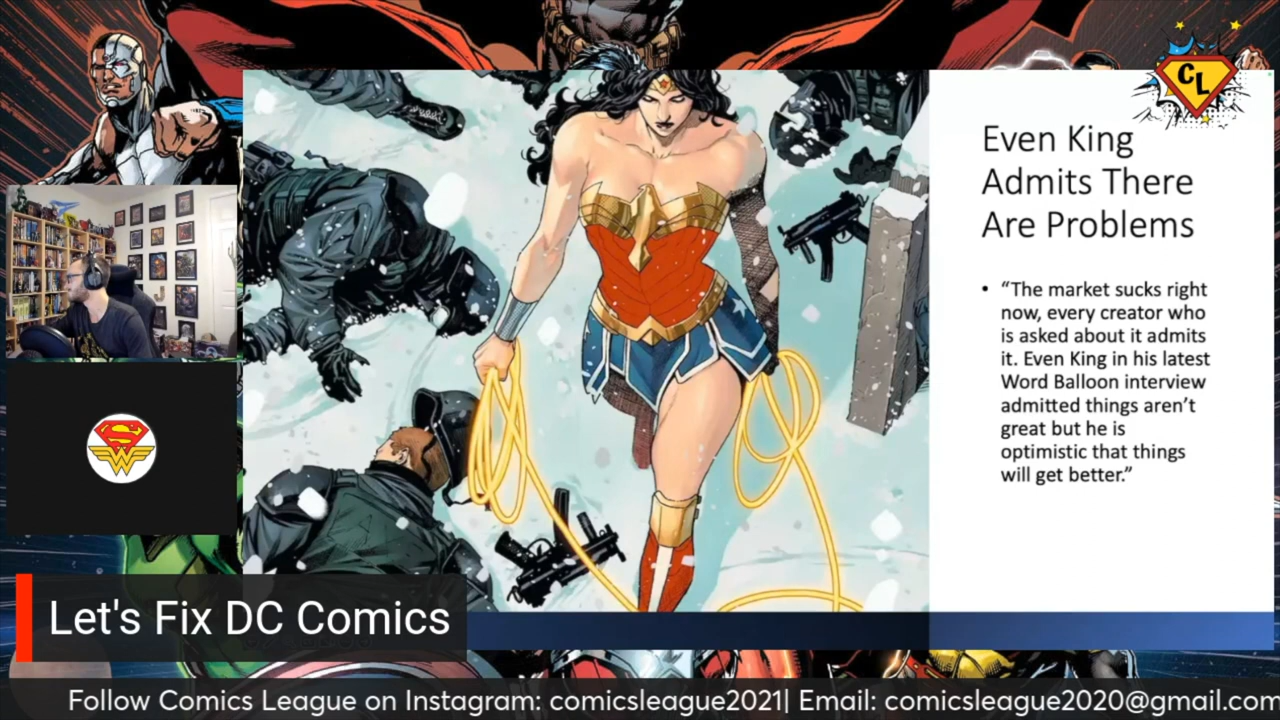 CL
Even King
Admits There
Are Problems
• “The market sucks right
now, every creator who
is asked about it admits
it. Even King in his latest
Word Balloon interview
admitted things aren’t
great but he is
optimistic that things
will get better.”
Let's Fix DC Comics
Follow Comics League on Instagram: comicsleague2021| Email: comicsleague2020@gmail.com